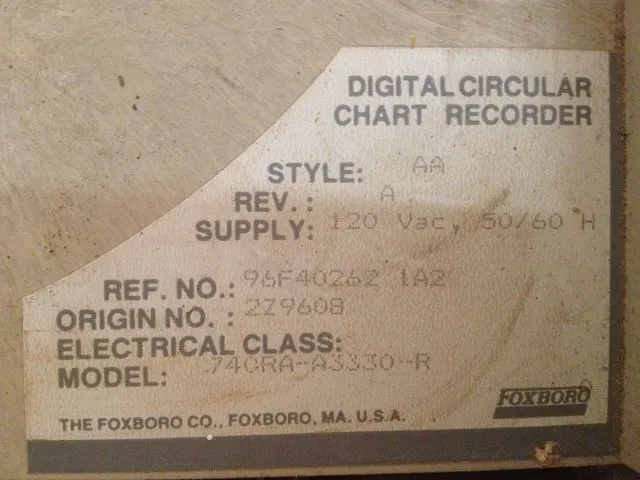 DIGITAL CIRCULAR
CHART RECORDER
STYLE: AA
REV.: A
SUPPLY: 120 Vac, 50/60 H
REF. NO.: 96F40262 1A2
ORIGIN NO.: 2Z9608
ELECTRICAL CLASS:
MODEL: 740RA-A3330-R
FOXBORO
THE FOXBORO CO., FOXBORO, MA. U.S.A.